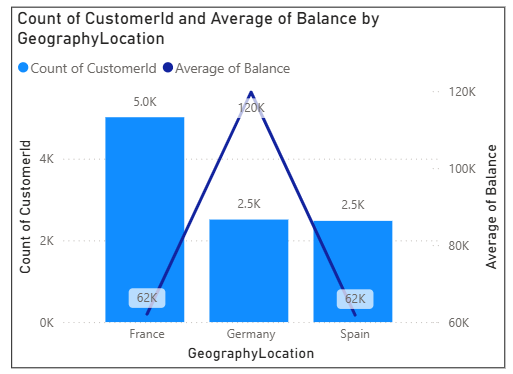 Count of CustomerId and Average of Balance by
GeographyLocation
Count of CustomerId Average of Balance
5.0K
120K
2.5K
2.5K
62K
62K
4K
2K
0K
Count of CustomerId
120K
100K
80K
60K
Average of Balance
France Germany Spain
GeographyLocation